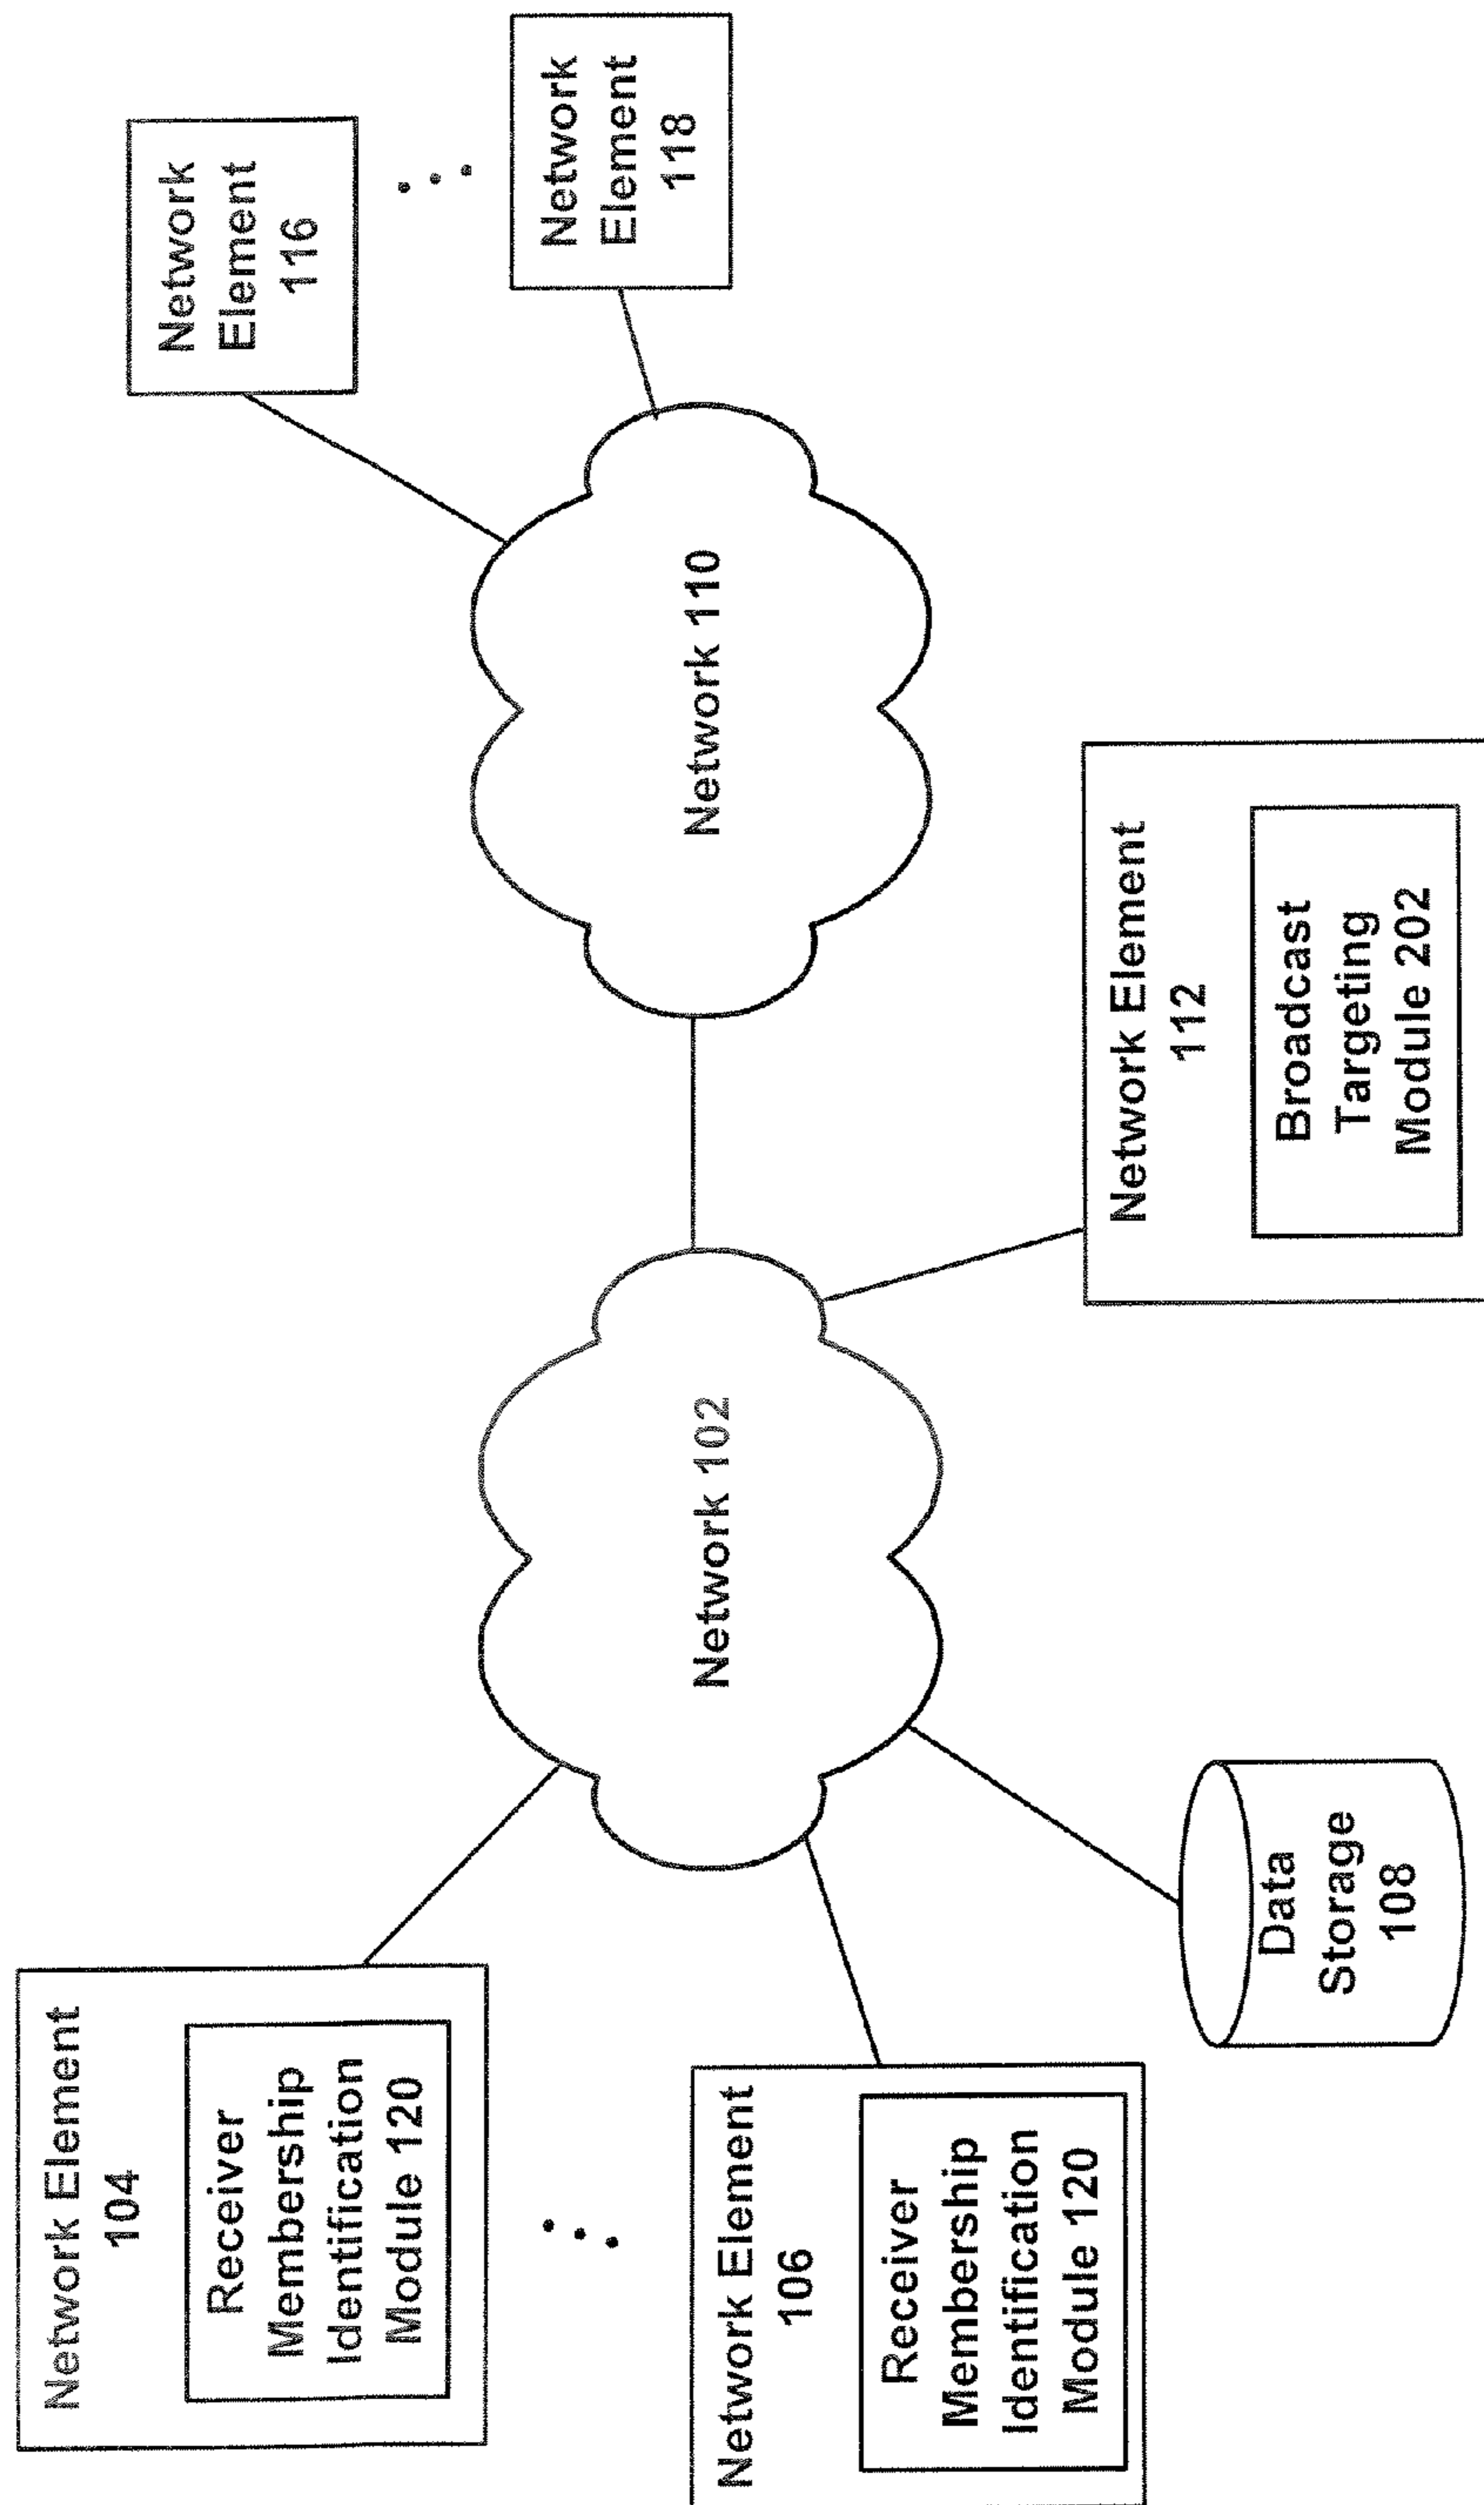 Network Element
104
Receiver
Membership
Identification
Module 120
Network Element
106
Receiver
Membership
Identification
Module 120
Data
Storage
108
Network 102
Network Element
112
Broadcast
Targeting
Module 202
Network 110
Network
Element
116
Network
Element
118